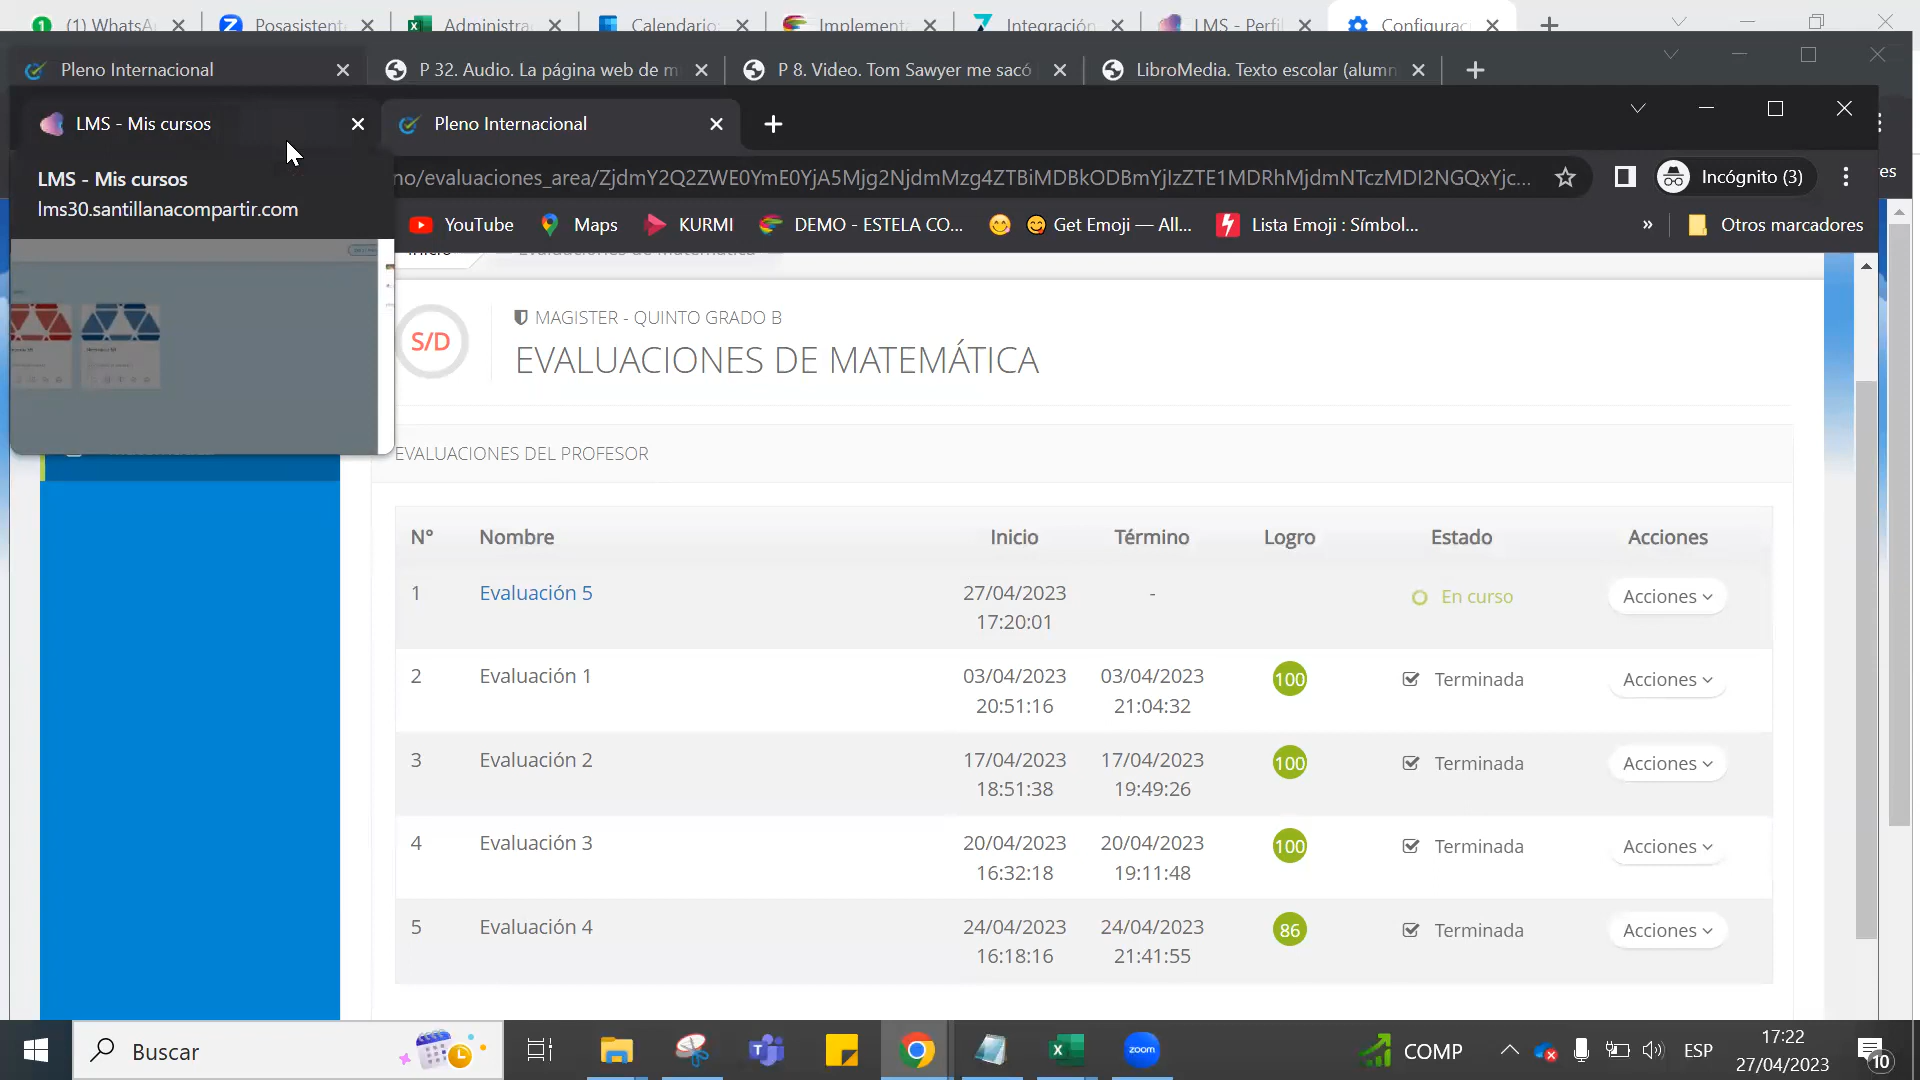 (1) WhatsA
Posasistent
Administra
Calendario:
Implementa
Integración
LMS - Perfil
Configurac
Pleno Internacional
P 32. Audio. La página web de m
P 8. Video. Tom Sawyer me sacó
LibroMedia. Texto escolar (alumn
LMS - Mis cursos
Pleno Internacional
LMS - Mis cursos
lms30.santillanacompartir.com
no/evaluaciones_area/ZjdmY2Q2ZWE0YmE0YjA5Mjg2NjdmMzg4ZTBiMDBkODBmYjIzZTE1MDRhMjdmNTczMDI2NGQxYjc...
Incógnito (3)
es
YouTube
Maps
KURMI
DEMO - ESTELA CO...
Get Emoji — All...
Lista Emoji : Símbol...
»
Otros marcadores
Inicio
Evaluaciones de Matemática
S/D
MAGISTER - QUINTO GRADO B
EVALUACIONES DE MATEMÁTICA
EVALUACIONES DEL PROFESOR
N° Nombre Inicio Término Logro Estado Acciones
1 Evaluación 5 27/04/2023 - En curso Acciones
17:20:01
2 Evaluación 1 03/04/2023 03/04/2023 100 Terminada Acciones
20:51:16 21:04:32
3 Evaluación 2 17/04/2023 17/04/2023 100 Terminada Acciones
18:51:38 19:49:26
4 Evaluación 3 20/04/2023 20/04/2023 100 Terminada Acciones
16:32:18 19:11:48
5 Evaluación 4 24/04/2023 24/04/2023 86 Terminada Acciones
16:18:16 21:41:55
Buscar
zoom
COMP
ESP
17:22
27/04/2023
10